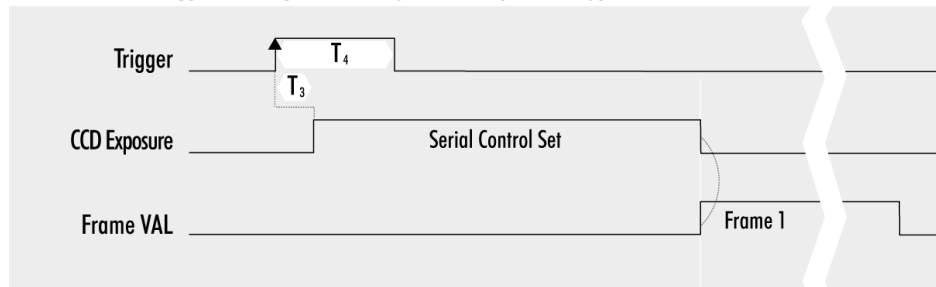 Trigger
T4
T3
CCD Exposure
Serial Control Set
Frame VAL
Frame 1